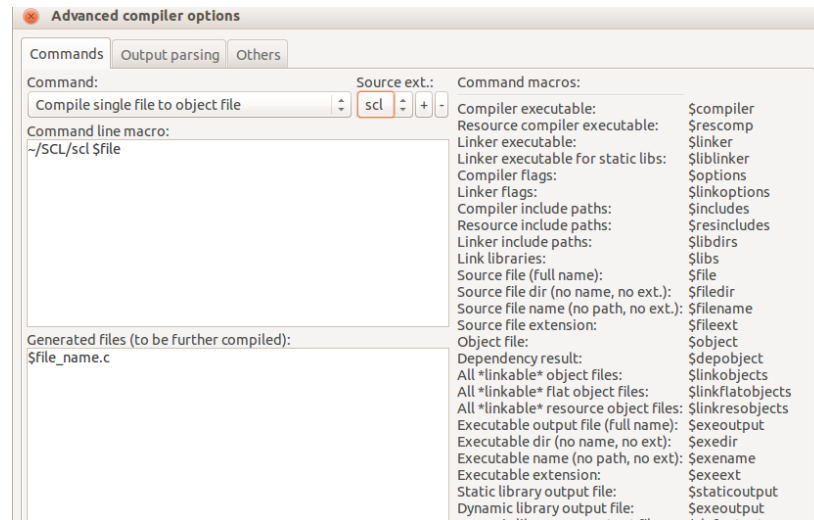 Advanced compiler options
Commands Output parsing Others
Command: Source ext.:
Compile single file to object file scl + -
Command line macro:
~/SCL/scl $file
Generated files (to be further compiled):
$file_name.c
Command macros:
Compiler executable: $compiler
Resource compiler executable: $rescomp
Linker executable: $linker
Linker executable for static libs: $liblinker
Compiler flags: $options
Linker flags: $linkoptions
Compiler include paths: $includes
Resource include paths: $resincludes
Linker include paths: $libdirs
Link libraries: $libs
Source file (full name): $file
Source file dir (no name, no ext.): $filedir
Source file name (no path, no ext.): $filename
Source file extension: $fileext
Object file: $object
Dependency result: $depobject
All *linkable* object files: $linkobjects
All *linkable* flat object files: $linkflatobjects
All *linkable* resource object files: $linkresobjects
Executable output file (full name): $exeoutput
Executable dir (no name, no ext): $exedir
Executable name (no path, no ext): $exename
Executable extension: $exeext
Static library output file: $staticoutput
Dynamic library output file: $exeoutput